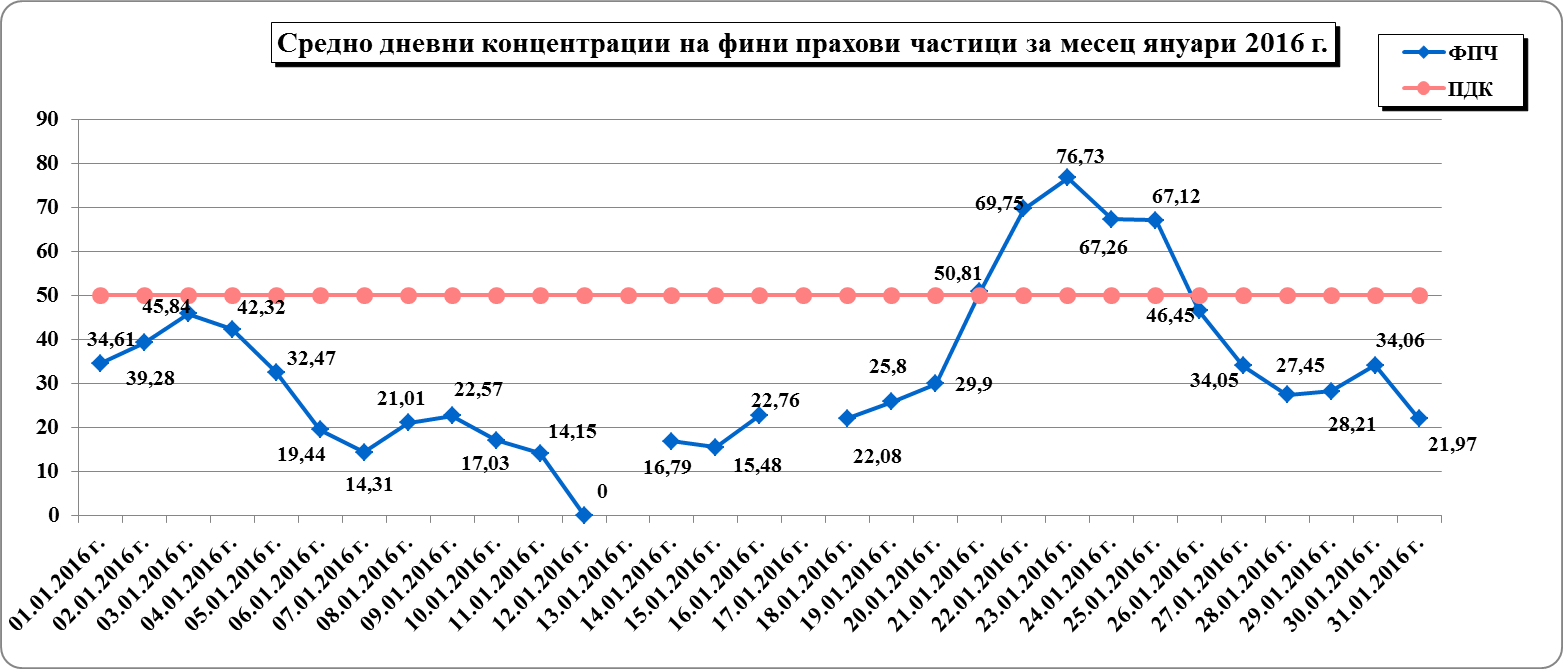 Средно дневни концентрации на фини прахови частици за месец януари 2016 г.
ФПЧ
ПДК
90
80
70
60
50
40
30
20
10
0
34,61
39,28
45,84
42,32
32,47
19,44
14,31
21,01
22,57
17,03
14,15
0
16,79
15,48
22,76
22,08
25,8
29,9
50,81
69,75
76,73
67,26
67,12
46,45
34,05
27,45
28,21
34,06
21,97
01.01.2016 г.
02.01.2016 г.
03.01.2016 г.
04.01.2016 г.
05.01.2016 г.
06.01.2016 г.
07.01.2016 г.
08.01.2016 г.
09.01.2016 г.
10.01.2016 г.
11.01.2016 г.
12.01.2016 г.
13.01.2016 г.
14.01.2016 г.
15.01.2016 г.
16.01.2016 г.
17.01.2016 г.
18.01.2016 г.
19.01.2016 г.
20.01.2016 г.
21.01.2016 г.
22.01.2016 г.
23.01.2016 г.
24.01.2016 г.
25.01.2016 г.
26.01.2016 г.
27.01.2016 г.
28.01.2016 г.
29.01.2016 г.
30.01.2016 г.
31.01.2016 г.